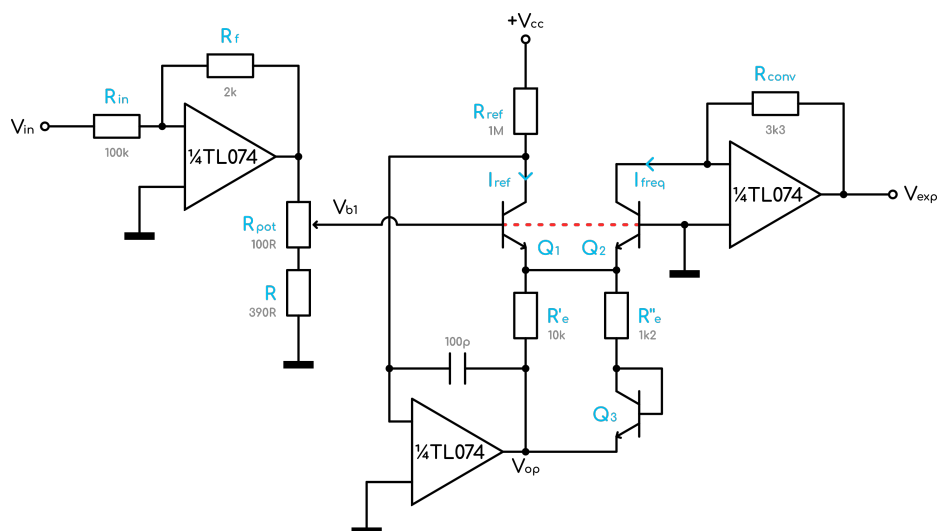 +Vcc
Rf
2k
Rconv
3k3
Rin
100k
Vin
Rref
1M
¼TL074
Iref
Ifreq
¼TL074
Vexp
Vb1
Rpot
100R
Q1
Q2
R
390R
R'e
10k
R"e
1k2
100p
Q3
¼TL074
Vop